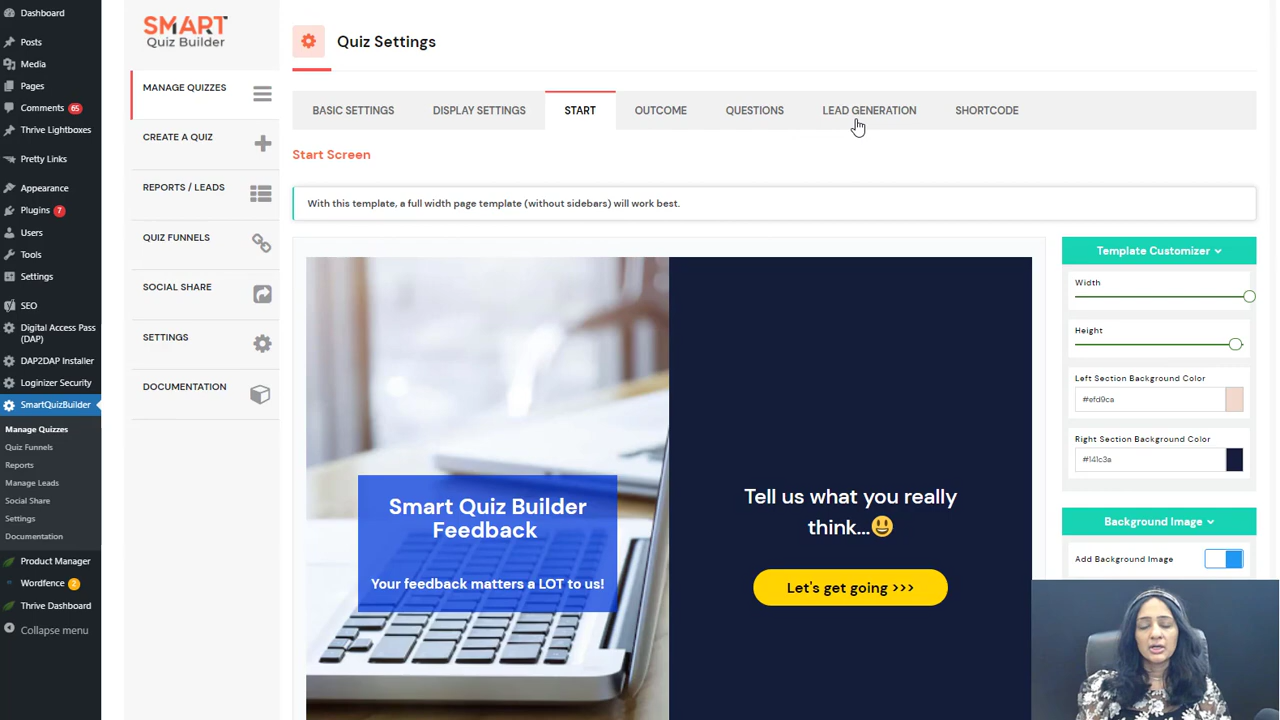 Dashboard
Posts
Media
Pages
Comments 65
Thrive Lightboxes
Pretty Links
Appearance
Plugins 7
Users
Tools
Settings
SEO
Digital Access Pass
(DAP)
DAP2DAP Installer
Loginizer Security
SmartQuizBuilder
Manage Quizzes
Quiz Funnels
Reports
Manage Leads
Social Share
Settings
Documentation
Product Manager
Wordfence 2
Thrive Dashboard
Collapse menu
SMART
Quiz Builder
MANAGE QUIZZES
CREATE A QUIZ
REPORTS / LEADS
QUIZ FUNNELS
SOCIAL SHARE
SETTINGS
DOCUMENTATION
Quiz Settings
BASIC SETTINGS DISPLAY SETTINGS START OUTCOME QUESTIONS LEAD GENERATION SHORTCODE
Start Screen
With this template, a full width page template (without sidebars) will work best.
Smart Quiz Builder
Feedback
Your feedback matters a LOT to us!
Tell us what you really
think...😃
Let's get going >>>
Template Customizer
Width
Height
Left Section Background Color
#efd9ca
Right Section Background Color
#141c3a
Background Image
Add Background Image